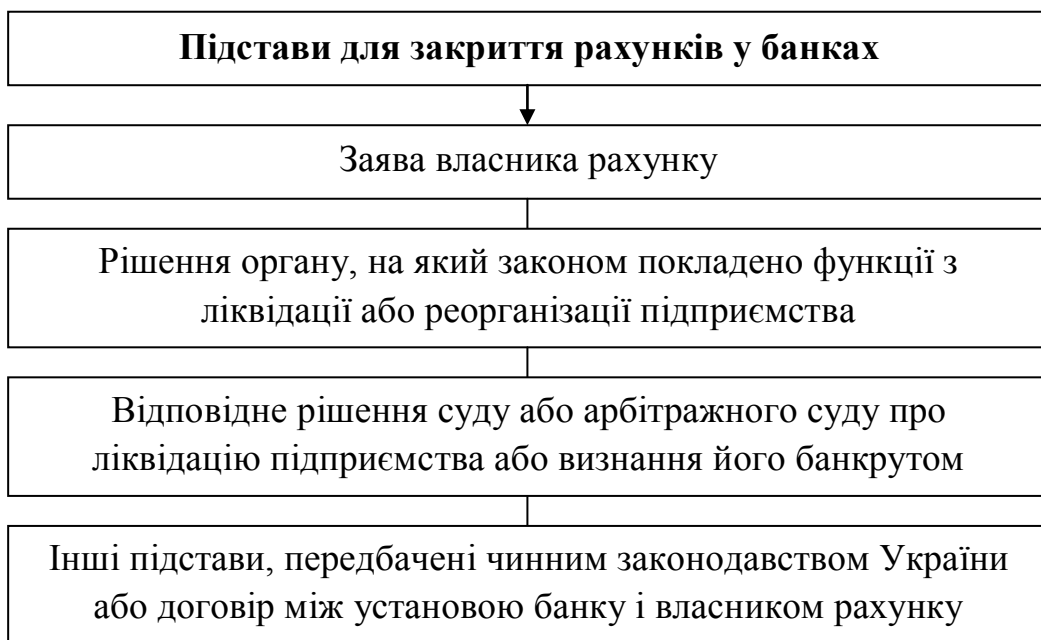 Підстави для закриття рахунків у банках
Заява власника рахунку
Рішення органу, на який законом покладено функції з
ліквідації або реорганізації підприємства
Відповідне рішення суду або арбітражного суду про
ліквідацію підприємства або визнання його банкрутом
Інші підстави, передбачені чинним законодавством України
або договір між установою банку і власником рахунку